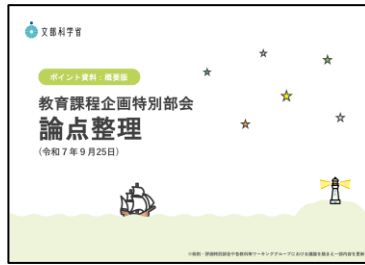 文部科学省
ポイント資料：概要版
教育課程企画特別部会
論点整理
(令和７年９月25日)